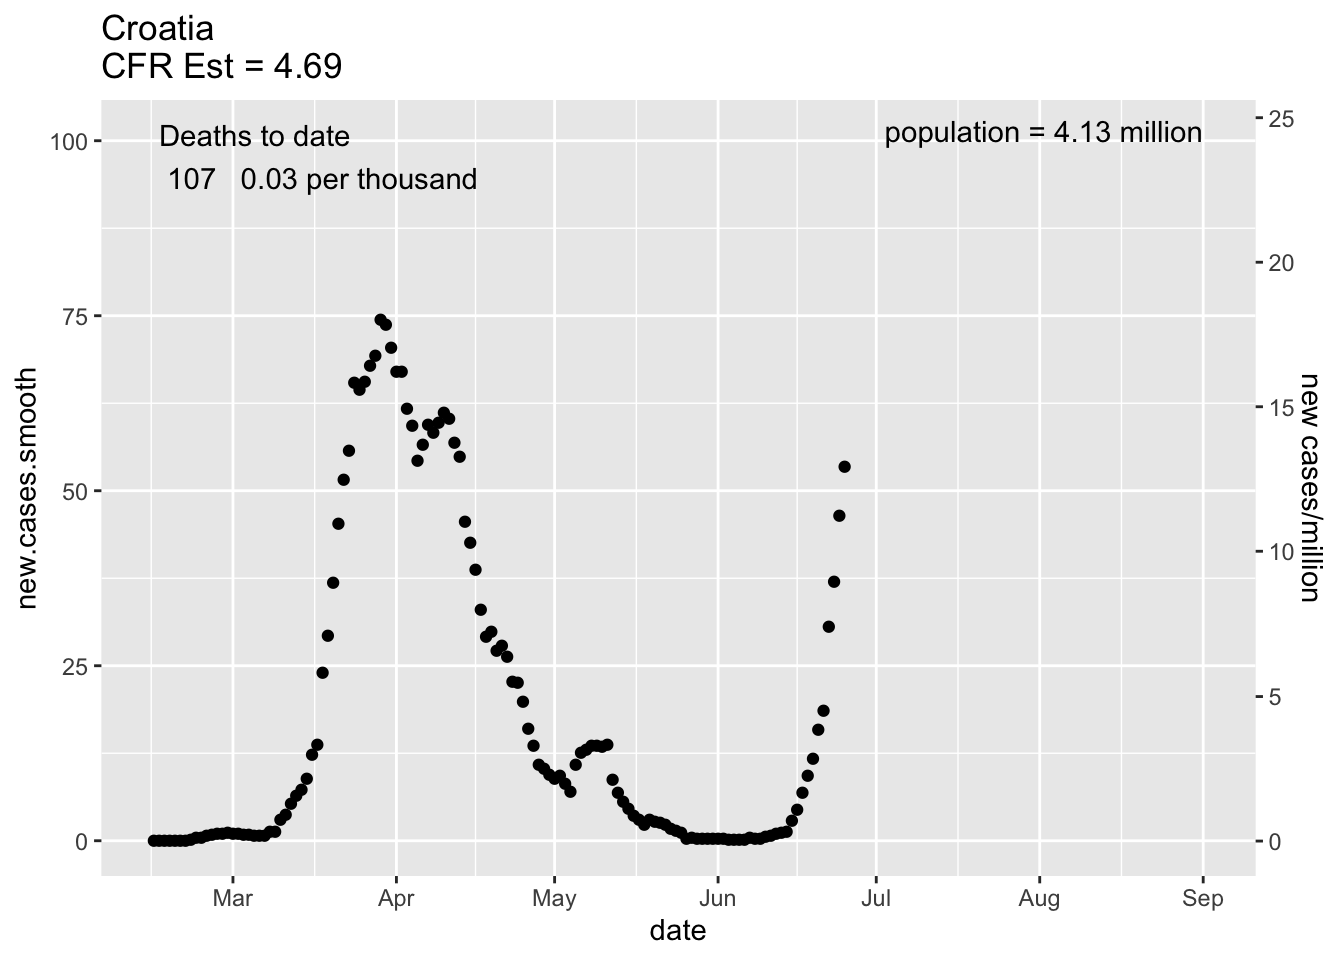 Croatia
CFR Est = 4.69
Deaths to date
107 0.03 per thousand
population = 4.13 million
100
75
50
25
0
new.cases.smooth
25
20
15
10
5
0
new cases/million
Mar Apr May Jun Jul Aug Sep
date